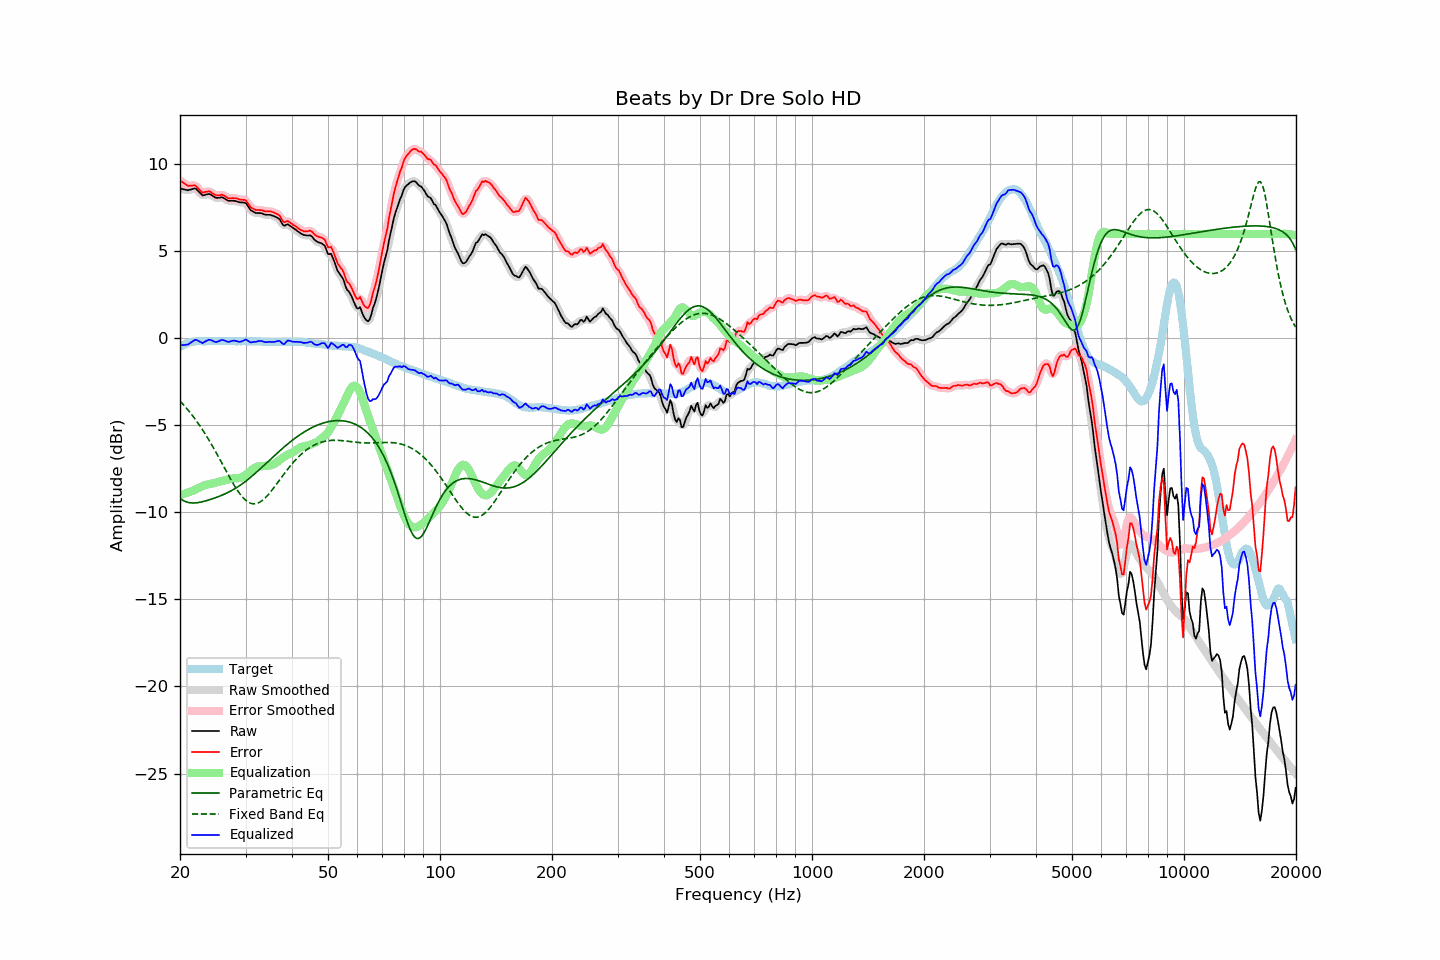 Beats by Dr Dre Solo HD
Amplitude (dBr)
10
5
0
−5
−10
−15
−20
−25
Target
Raw Smoothed
Error Smoothed
Raw
Error
Equalization
Parametric Eq
Fixed Band Eq
Equalized
20 50 100 200 500 1000 2000 5000 10000 20000
Frequency (Hz)